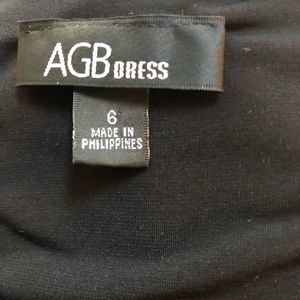 AGB DRESS
6
MADE IN
PHILIPPINES